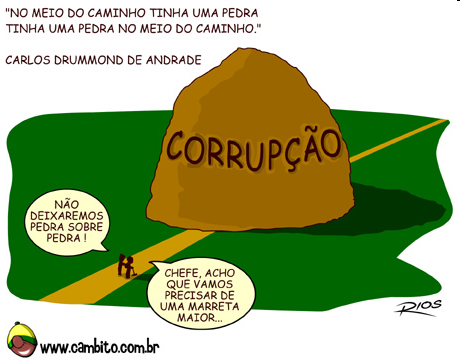 "NO MEIO DO CAMINHO TINHA UMA PEDRA
TINHA UMA PEDRA NO MEIO DO CAMINHO."
CARLOS DRUMMOND DE ANDRADE
CORRUPÇÃO
NÃO
DEIXAREMOS
PEDRA SOBRE
PEDRA !
CHEFE, ACHO
QUE VAMOS
PRECISAR DE
UMA MARRETA
MAIOR...
RIOS
www.cambito.com.br